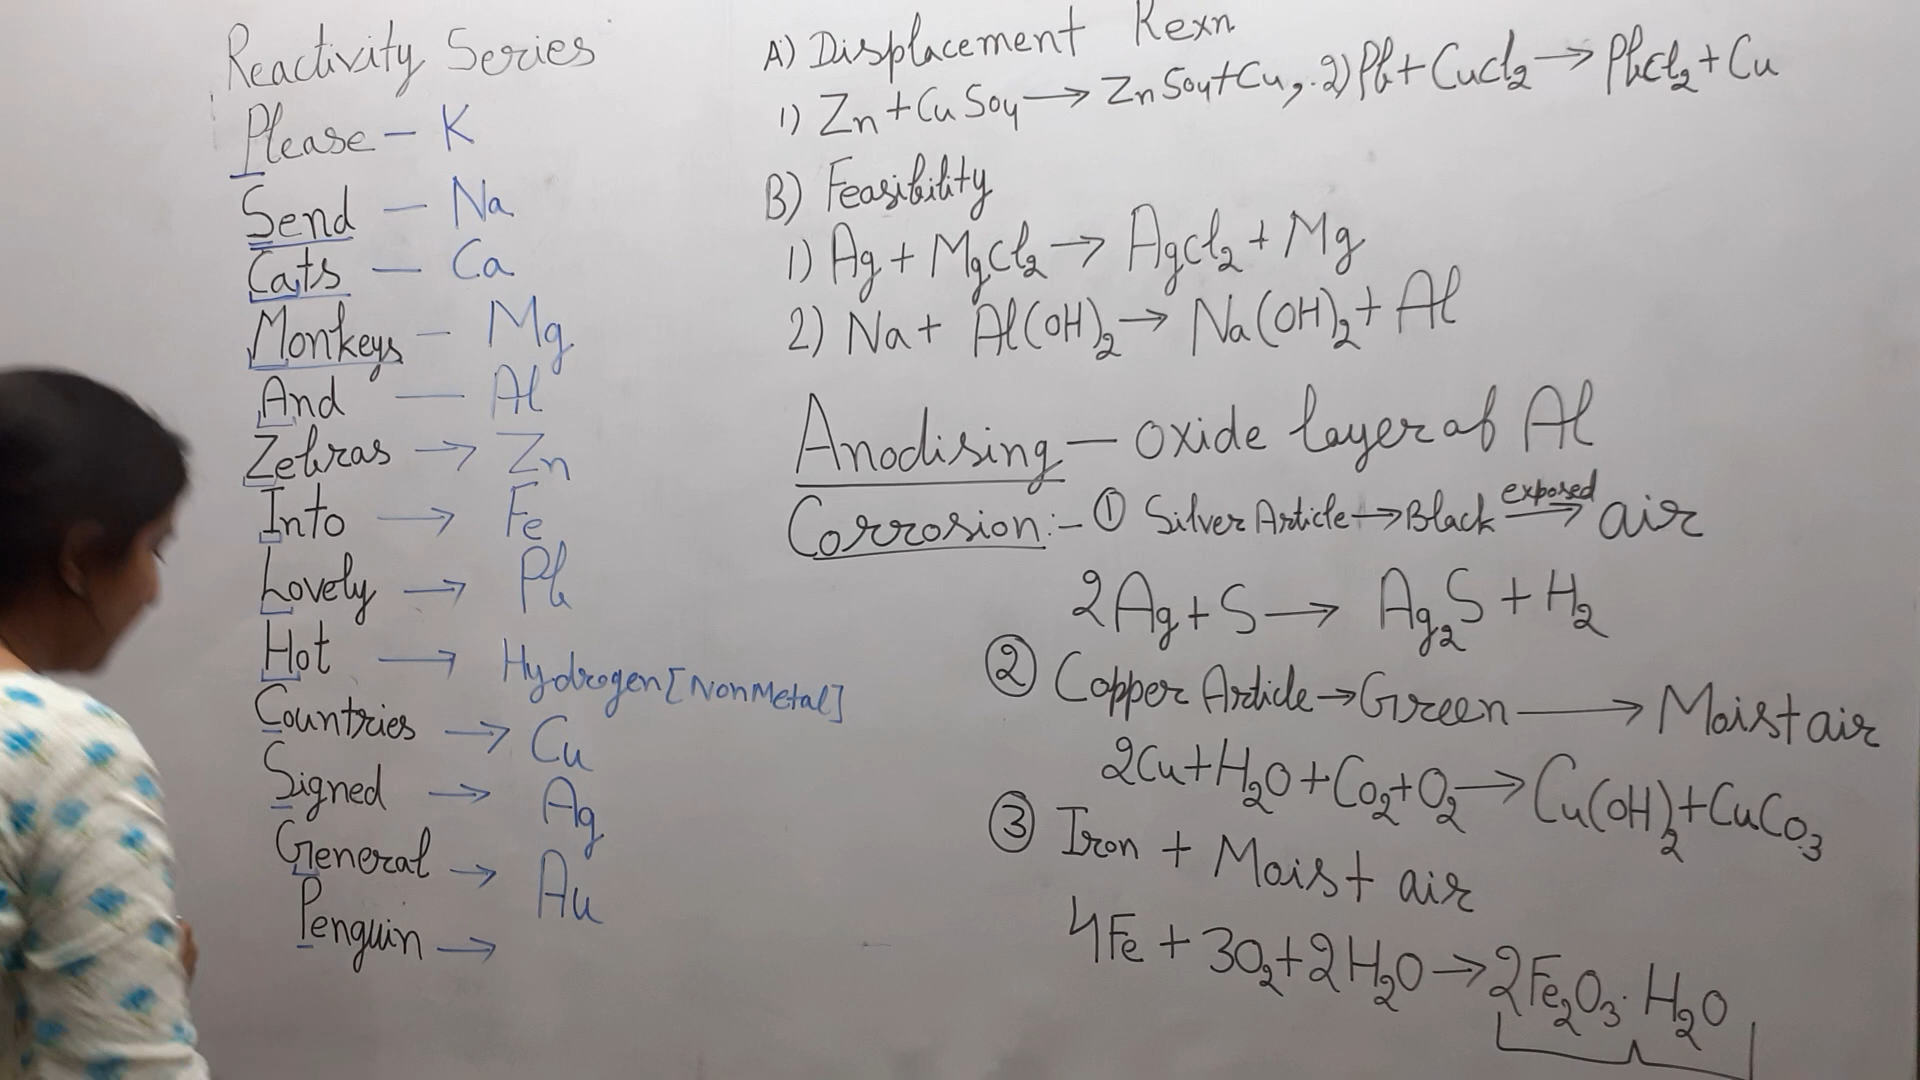 Reactivity Series
Please – K
Send – Na
Cats – Ca
Monkeys – Mg
And – Al
Zebras → Zn
Into → Fe
Lovely → Pb
Hot → Hydrogen [NonMetal]
Countries → Cu
Signed → Ag
General → Au
Penguin →
A) Displacement Rexn
1) Zn + CuSo4 → ZnSo4 + Cu, 2) Pb + CuCl2 → PbCl2 + Cu
B) Feasibility
1) Ag + MgCl2 → AgCl2 + Mg
2) Na + Al(OH)2 → Na(OH)2 + Al
Anodising – oxide layer of Al
Corrosion :- ① Silver Article → Black exposed → air
2Ag + S → Ag2S + H2
② Copper Article → Green → Moist air
2Cu + H2O + Co2 + O2 → Cu(OH)2 + CuCo3
③ Iron + Moist air
4Fe + 3O2 + 2H2O → 2Fe2O3 · H2O